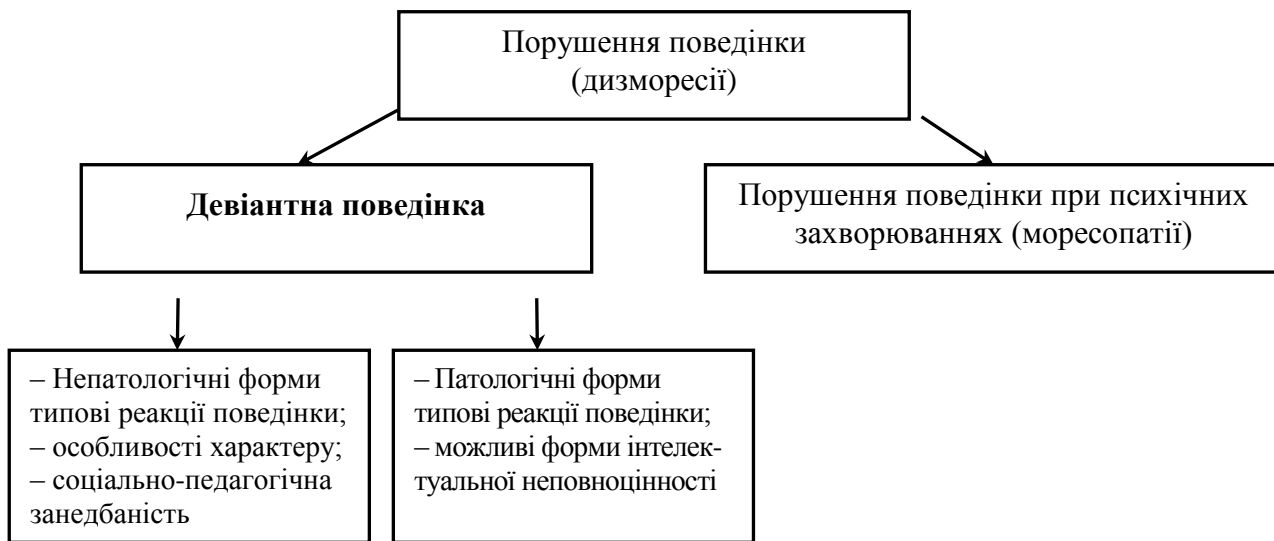 Порушення поведінки
(дизморесії)
Девіантна поведінка
Порушення поведінки при психічних
захворюваннях (моресопатії)
– Непатологічні форми
типові реакції поведінки;
– особливості характеру;
– соціально-педагогічна
занедбаність
– Патологічні форми
типові реакції поведінки;
– можливі форми інтелек-
туальної неповноцінності